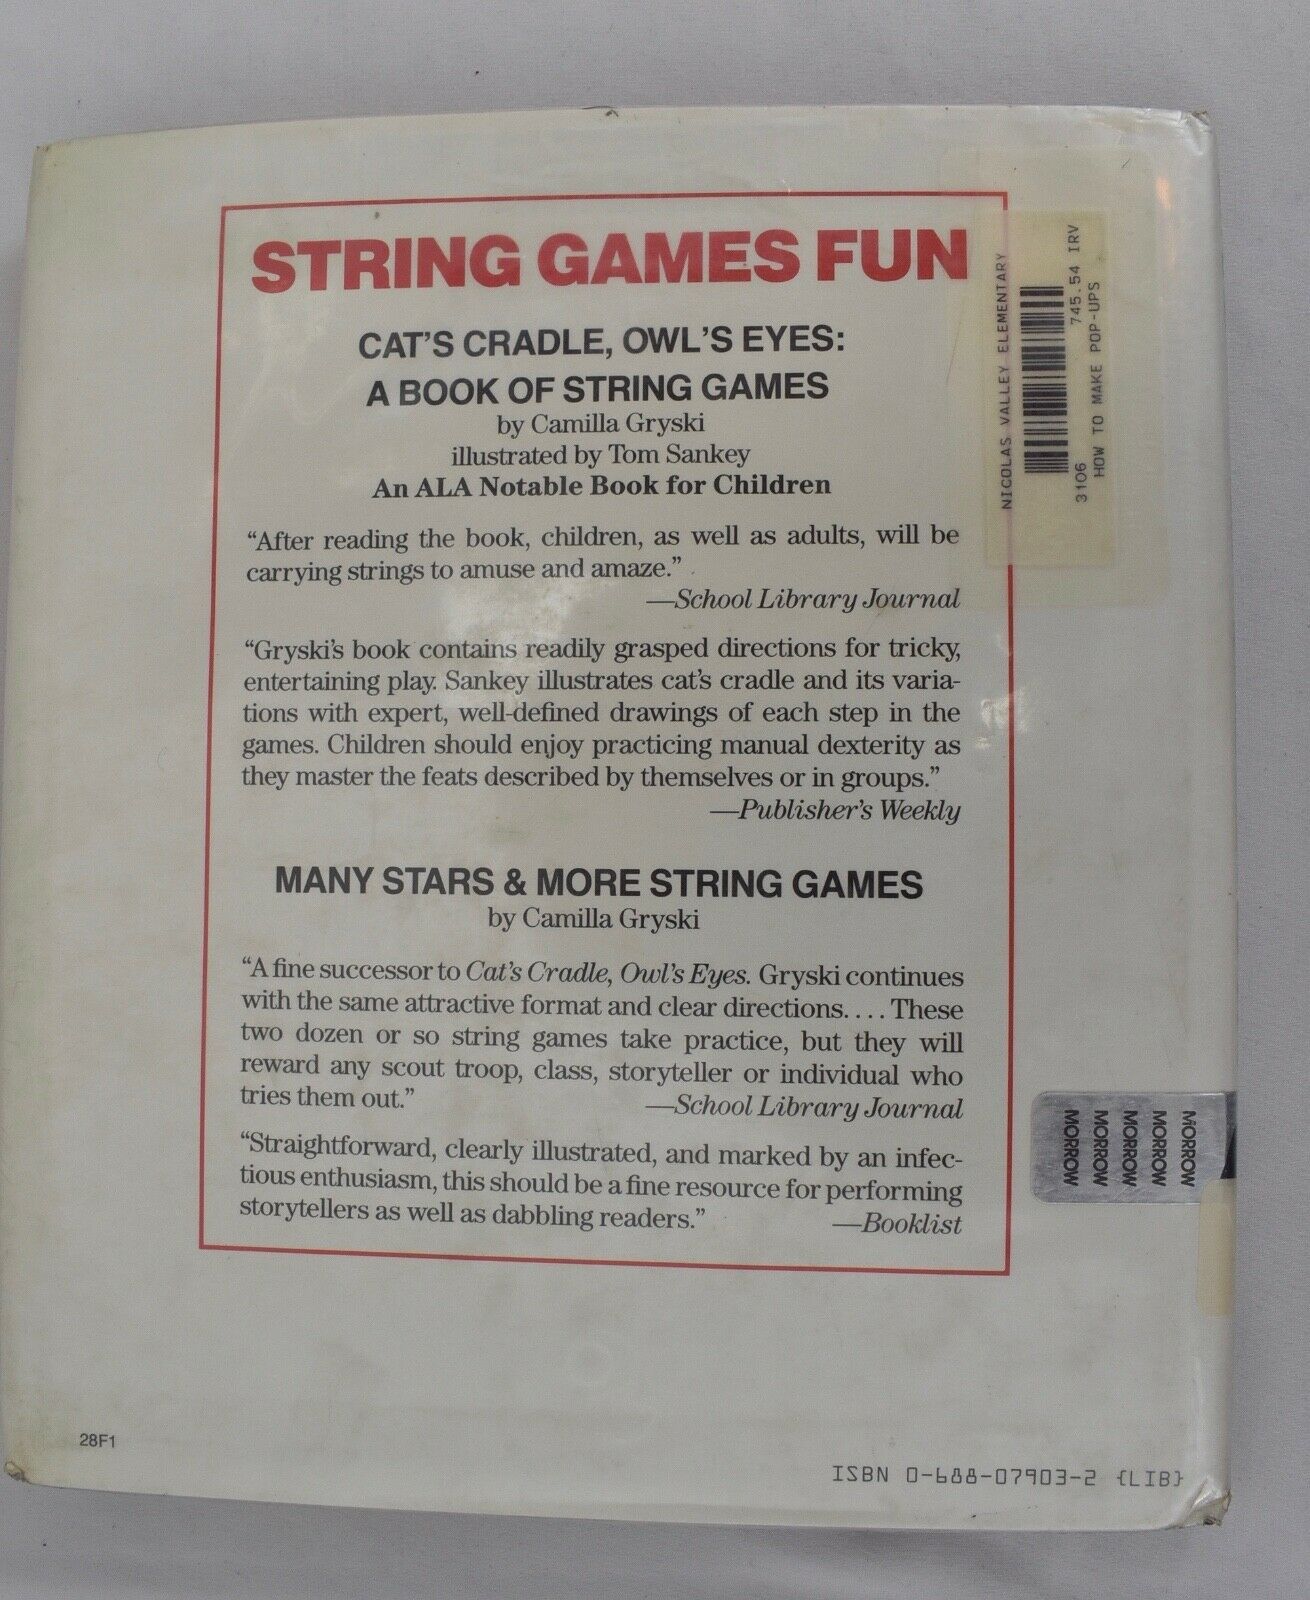 STRING GAMES FUN
CAT'S CRADLE, OWL'S EYES:
A BOOK OF STRING GAMES
by Camilla Gryski
illustrated by Tom Sankey
An ALA Notable Book for Children
“After reading the book, children, as well as adults, will be
carrying strings to amuse and amaze.”
—School Library Journal
“Gryski's book contains readily grasped directions for tricky,
entertaining play. Sankey illustrates cat's cradle and its varia-
tions with expert, well-defined drawings of each step in the
games. Children should enjoy practicing manual dexterity as
they master the feats described by themselves or in groups.”
—Publisher's Weekly
MANY STARS & MORE STRING GAMES
by Camilla Gryski
“A fine successor to Cat's Cradle, Owl's Eyes. Gryski continues
with the same attractive format and clear directions.... These
two dozen or so string games take practice, but they will
reward any scout troop, class, storyteller or individual who
tries them out.”
—School Library Journal
“Straightforward, clearly illustrated, and marked by an infec-
tious enthusiasm, this should be a fine resource for performing
storytellers as well as dabbling readers.”
—Booklist
NICOLAS VALLEY ELEMENTARY
3106 745.54 IRV
HOW TO MAKE POP-UPS
MORROW
MORROW
MORROW
MORROW
MORROW
28F1
ISBN 0-688-07903-2 {LIB}